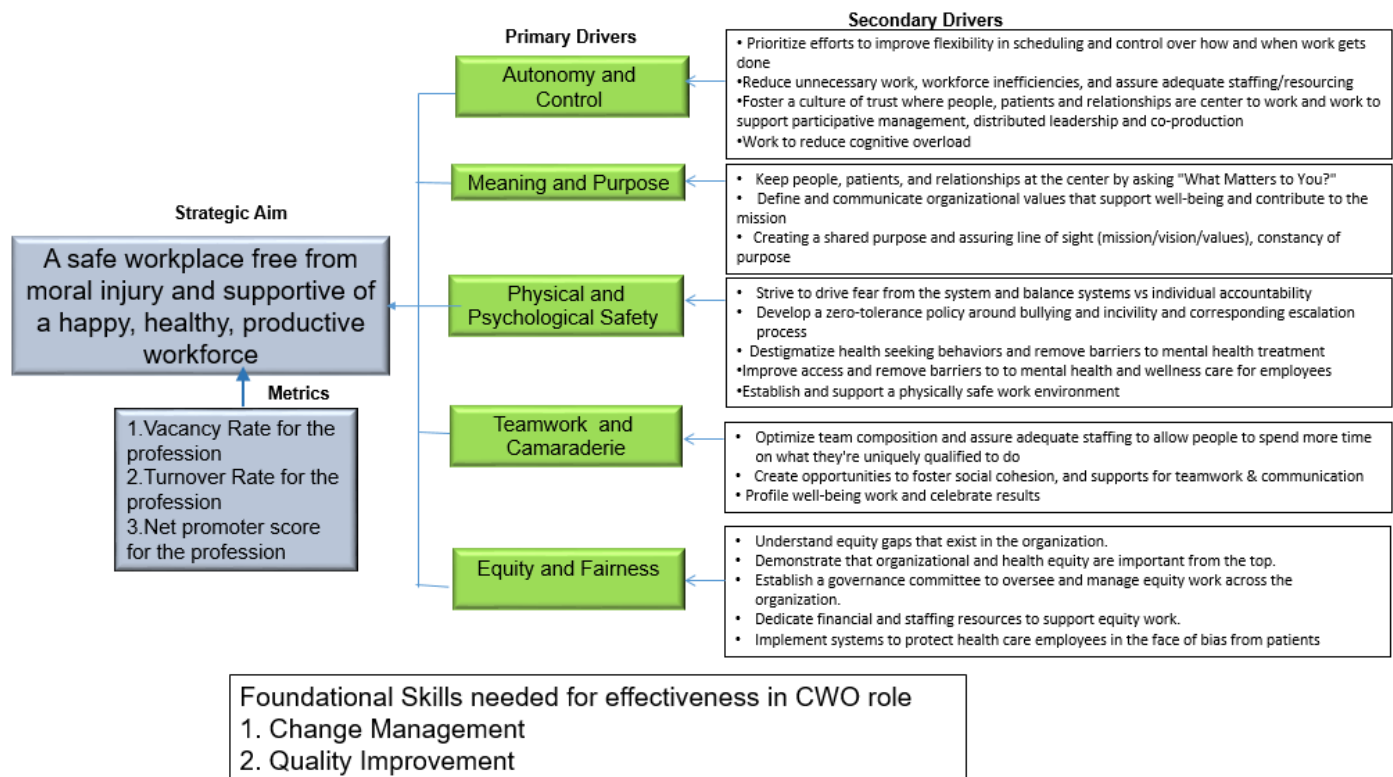 Strategic Aim
A safe workplace free from
moral injury and supportive of
a happy, healthy, productive
workforce
Metrics
1.Vacancy Rate for the
profession
2.Turnover Rate for the
profession
3.Net promoter score
for the profession
Primary Drivers
Secondary Drivers
Autonomy and
Control
• Prioritize efforts to improve flexibility in scheduling and control over how and when work gets
done
•Reduce unnecessary work, workforce inefficiencies, and assure adequate staffing/resourcing
•Foster a culture of trust where people, patients and relationships are center to work and work to
support participative management, distributed leadership and co-production
•Work to reduce cognitive overload
Meaning and Purpose
• Keep people, patients, and relationships at the center by asking "What Matters to You?"
• Define and communicate organizational values that support well-being and contribute to the
mission
• Creating a shared purpose and assuring line of sight (mission/vision/values), constancy of
purpose
Physical and
Psychological Safety
• Strive to drive fear from the system and balance systems vs individual accountability
• Develop a zero-tolerance policy around bullying and incivility and corresponding escalation
process
• Destigmatize health seeking behaviors and remove barriers to mental health treatment
•Improve access and remove barriers to to mental health and wellness care for employees
•Establish and support a physically safe work environment
Teamwork and
Camaraderie
• Optimize team composition and assure adequate staffing to allow people to spend more time
on what they're uniquely qualified to do
• Create opportunities to foster social cohesion, and supports for teamwork & communication
• Profile well-being work and celebrate results
Equity and Fairness
• Understand equity gaps that exist in the organization.
• Demonstrate that organizational and health equity are important from the top.
• Establish a governance committee to oversee and manage equity work across the
organization.
• Dedicate financial and staffing resources to support equity work.
• Implement systems to protect health care employees in the face of bias from patients
Foundational Skills needed for effectiveness in CWO role
1. Change Management
2. Quality Improvement